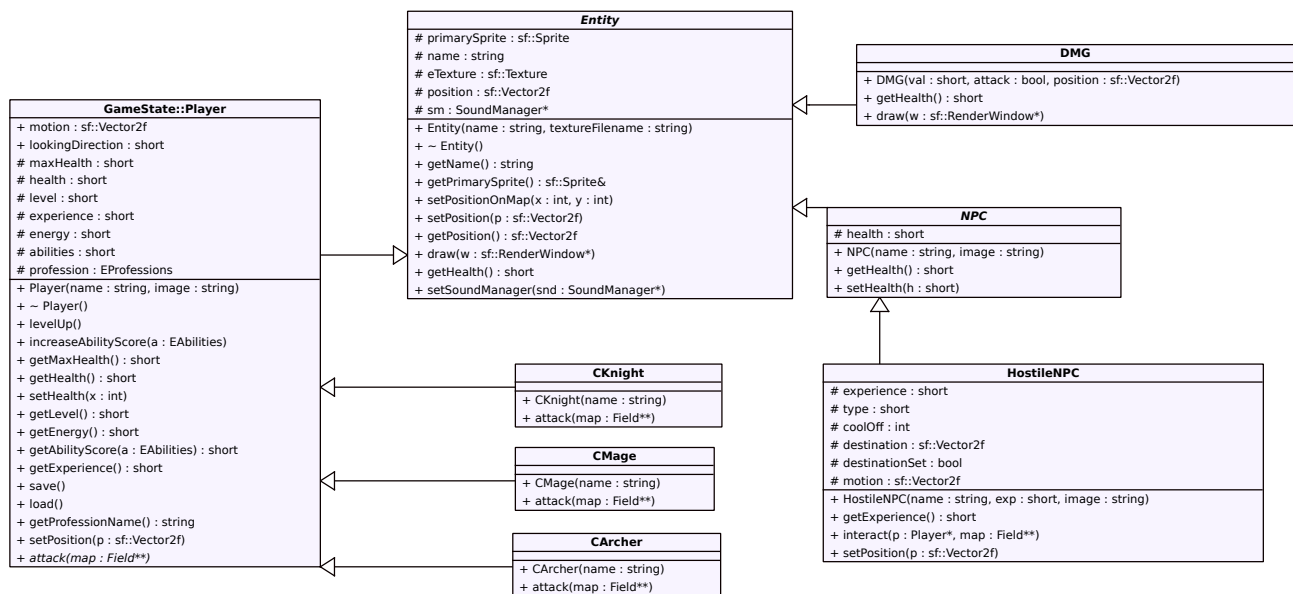 Entity
# primarySprite : sf::Sprite
# name : string
# eTexture : sf::Texture
# position : sf::Vector2f
# sm : SoundManager*
+ Entity(name : string, textureFilename : string)
+ ~ Entity()
+ getName() : string
+ getPrimarySprite() : sf::Sprite&
+ setPositionOnMap(x : int, y : int)
+ setPosition(p : sf::Vector2f)
+ getPosition() : sf::Vector2f
+ draw(w : sf::RenderWindow*)
+ getHealth() : short
+ setSoundManager(snd : SoundManager*)
DMG
+ DMG(val : short, attack : bool, position : sf::Vector2f)
+ getHealth() : short
+ draw(w : sf::RenderWindow*)
GameState::Player
+ motion : sf::Vector2f
+ lookingDirection : short
# maxHealth : short
# health : short
# level : short
# experience : short
# energy : short
# abilities : short
# profession : EProfessions
+ Player(name : string, image : string)
+ ~ Player()
+ levelUp()
+ increaseAbilityScore(a : EAbilities)
+ getMaxHealth() : short
+ getHealth() : short
+ setHealth(x : int)
+ getLevel() : short
+ getEnergy() : short
+ getAbilityScore(a : EAbilities) : short
+ getExperience() : short
+ save()
+ load()
+ getProfessionName() : string
+ setPosition(p : sf::Vector2f)
+ attack(map : Field**)
NPC
# health : short
+ NPC(name : string, image : string)
+ getHealth() : short
+ setHealth(h : short)
CKnight
+ CKnight(name : string)
+ attack(map : Field**)
CMage
+ CMage(name : string)
+ attack(map : Field**)
CArcher
+ CArcher(name : string)
+ attack(map : Field**)
HostileNPC
# experience : short
# type : short
# coolOff : int
# destination : sf::Vector2f
# destinationSet : bool
# motion : sf::Vector2f
+ HostileNPC(name : string, exp : short, image : string)
+ getExperience() : short
+ interact(p : Player*, map : Field**)
+ setPosition(p : sf::Vector2f)